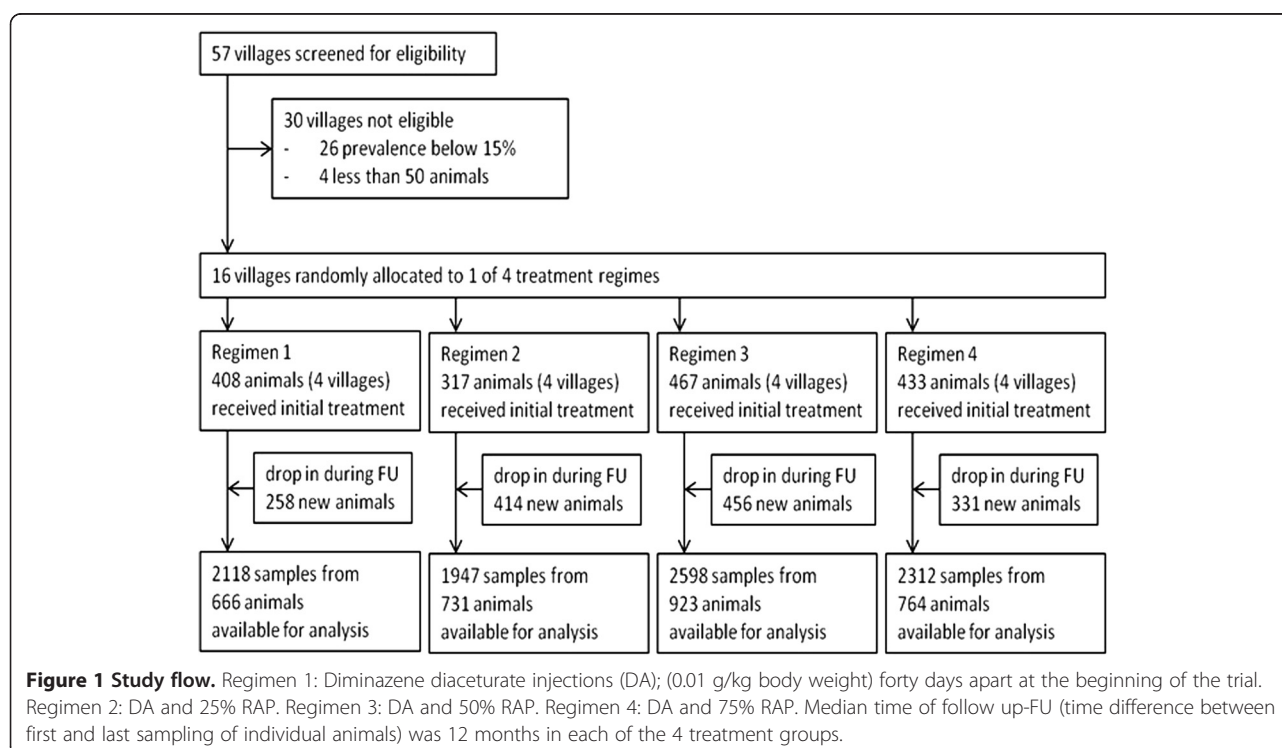 57 villages screened for eligibility
30 villages not eligible
- 26 prevalence below 15%
- 4 less than 50 animals
16 villages randomly allocated to 1 of 4 treatment regimes
Regimen 1
408 animals (4 villages)
received initial treatment
Regimen 2
317 animals (4 villages)
received initial treatment
Regimen 3
467 animals (4 villages)
received initial treatment
Regimen 4
433 animals (4 villages)
received initial treatment
drop in during FU
258 new animals
drop in during FU
414 new animals
drop in during FU
456 new animals
drop in during FU
331 new animals
2118 samples from
666 animals
available for analysis
1947 samples from
731 animals
available for analysis
2598 samples from
923 animals
available for analysis
2312 samples from
764 animals
available for analysis
Figure 1 Study flow. Regimen 1: Diminazene diaceturate injections (DA); (0.01 g/kg body weight) forty days apart at the beginning of the trial.
Regimen 2: DA and 25% RAP. Regimen 3: DA and 50% RAP. Regimen 4: DA and 75% RAP. Median time of follow up-FU (time difference between
first and last sampling of individual animals) was 12 months in each of the 4 treatment groups.